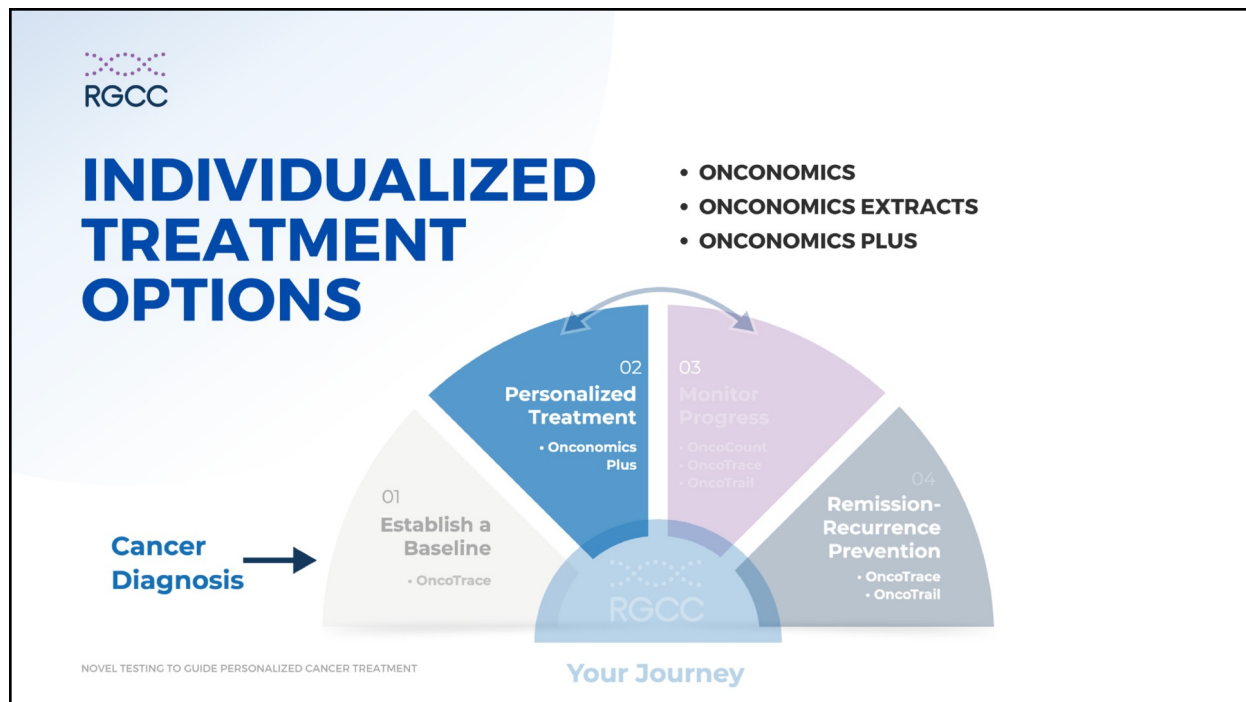 RGCC
INDIVIDUALIZED
TREATMENT
OPTIONS
• ONCONOMICS
• ONCONOMICS EXTRACTS
• ONCONOMICS PLUS
Cancer
Diagnosis
01
Establish a
Baseline
• OncoTrace
02
Personalized
Treatment
• Onconomics
Plus
03
Monitor
Progress
• OncoCount
• OncoTrace
• OncoTrail
04
Remission-
Recurrence
Prevention
• OncoTrace
• OncoTrail
RGCC
Your Journey
NOVEL TESTING TO GUIDE PERSONALIZED CANCER TREATMENT